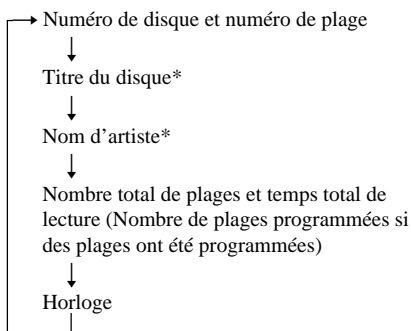 Numéro de disque et numéro de plage
Titre du disque*
Nom d’artiste*
Nombre total de plages et temps total de
lecture (Nombre de plages programmées si
des plages ont été programmées)
Horloge